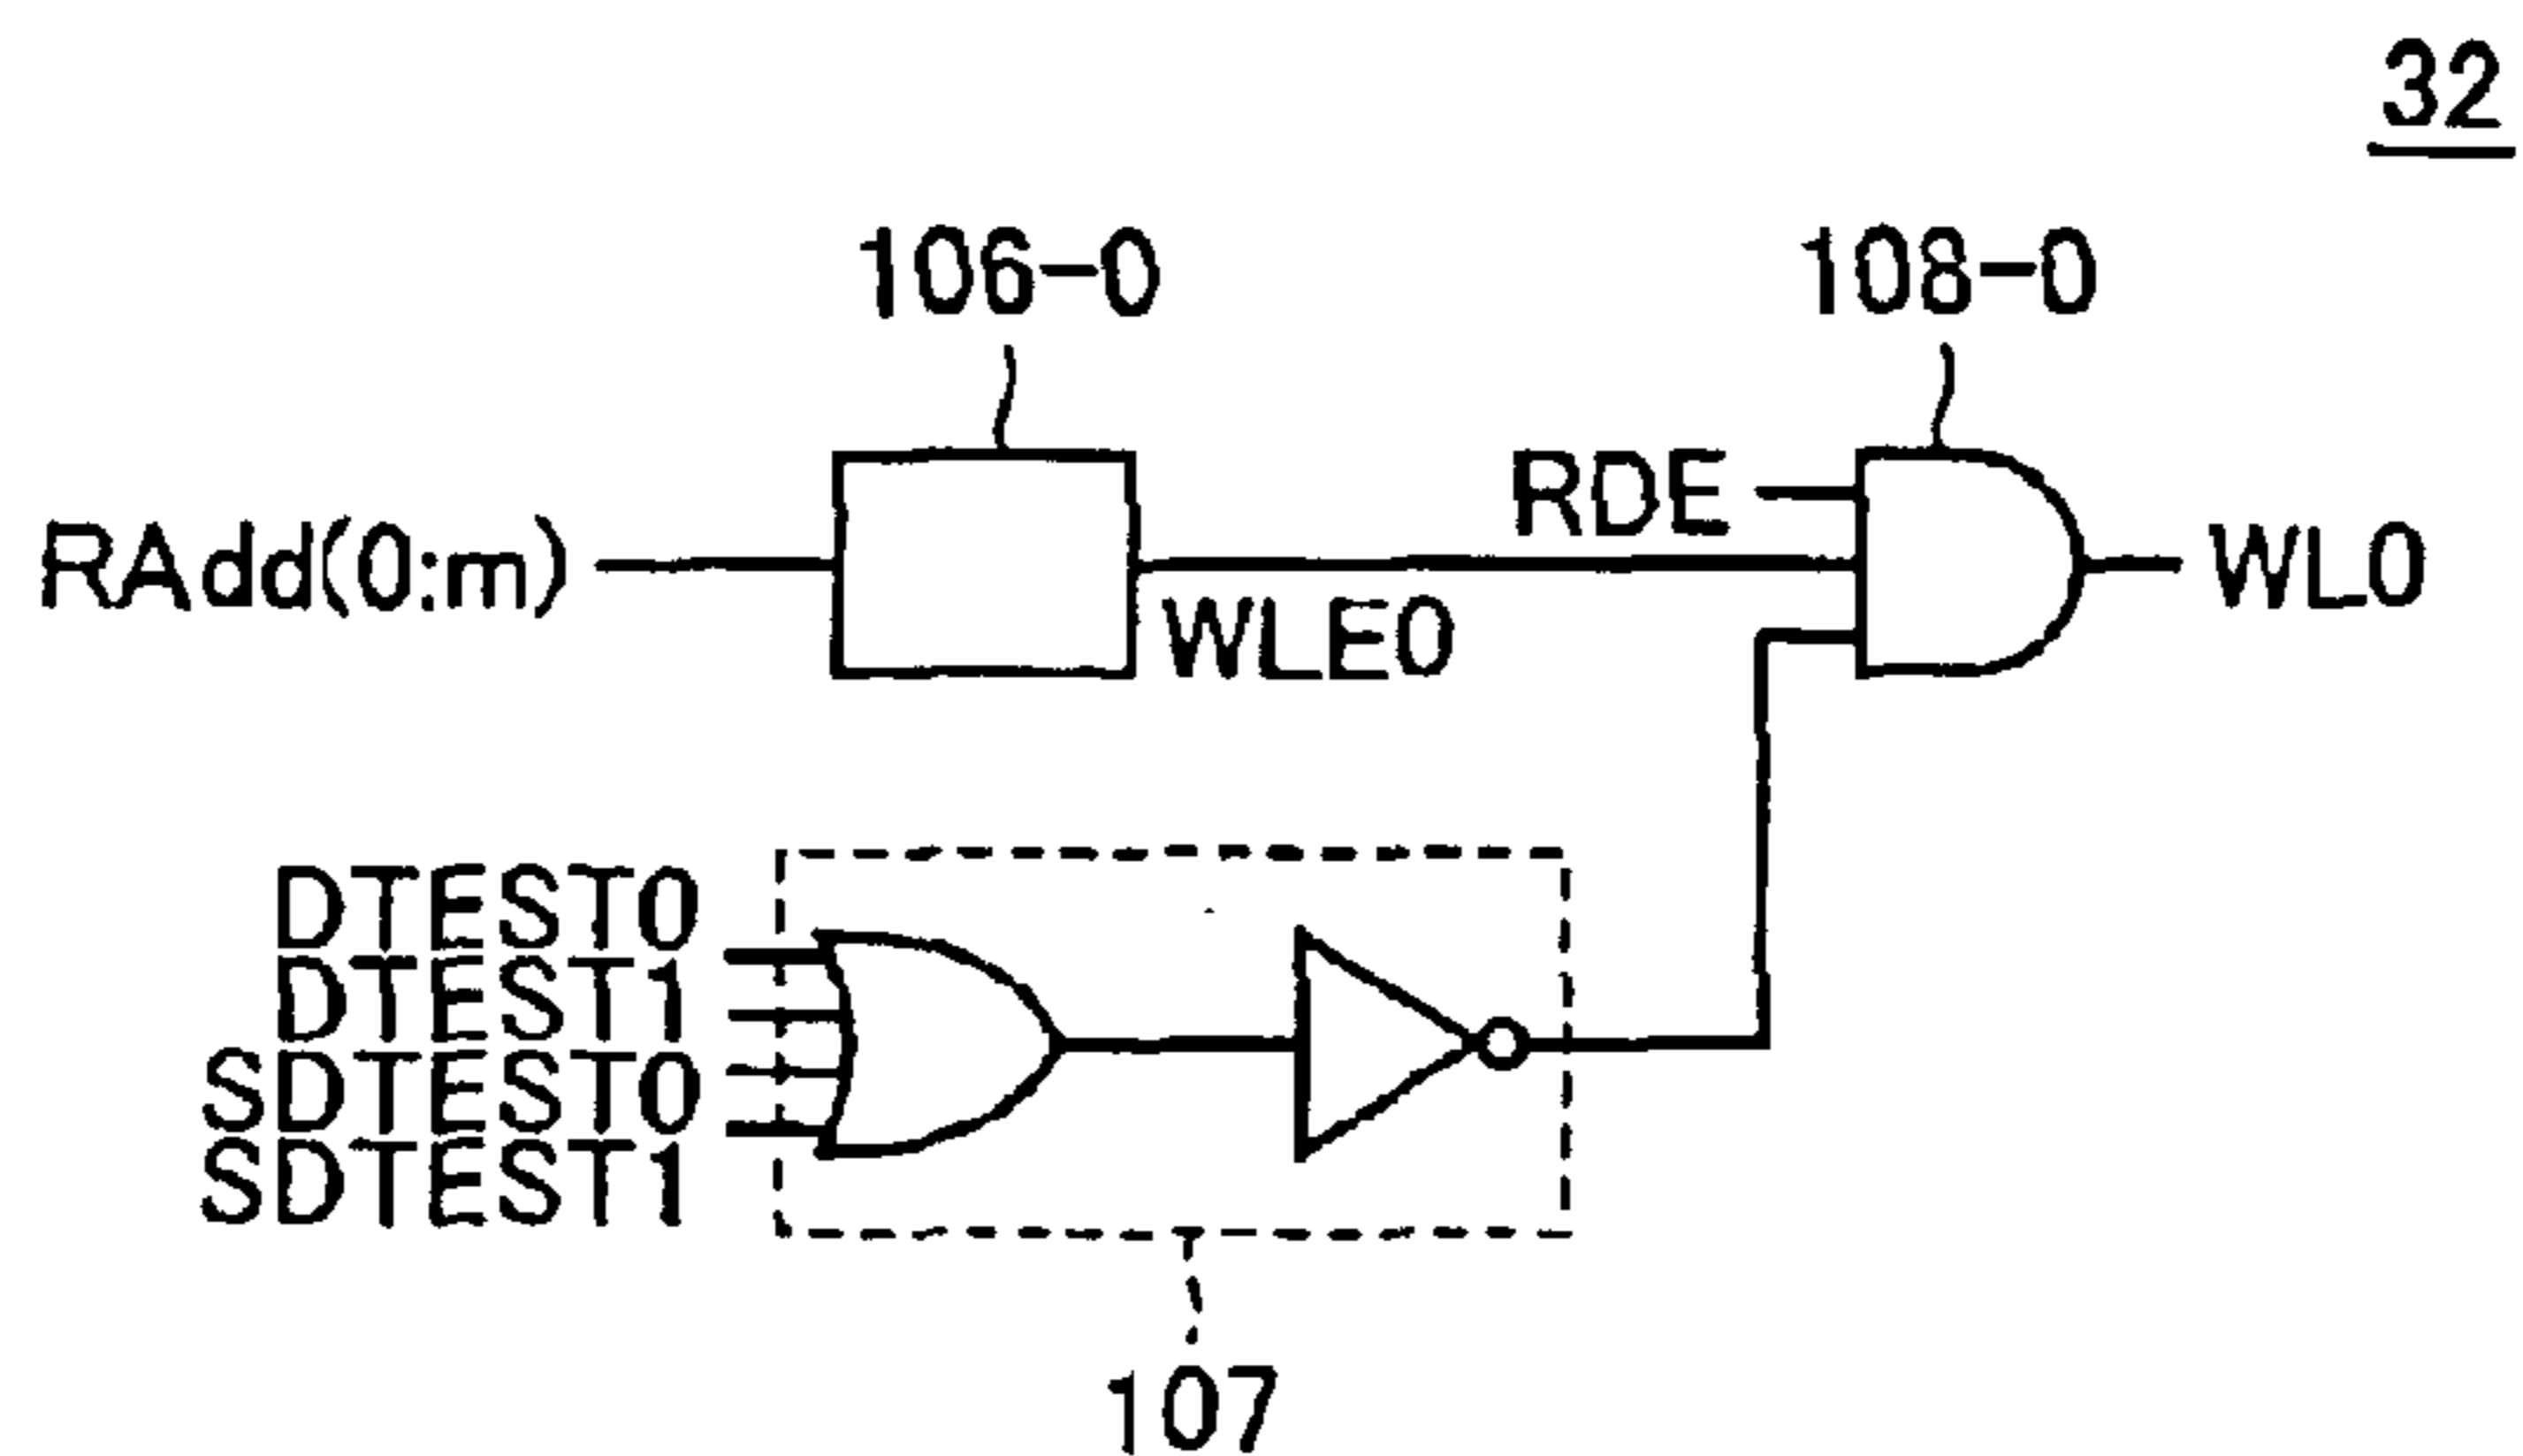 32
106-0
108-0
RDE
RAdd(0:m)
WLE0
WL0
DTEST0
DTEST1
SDTEST0
SDTEST1
107